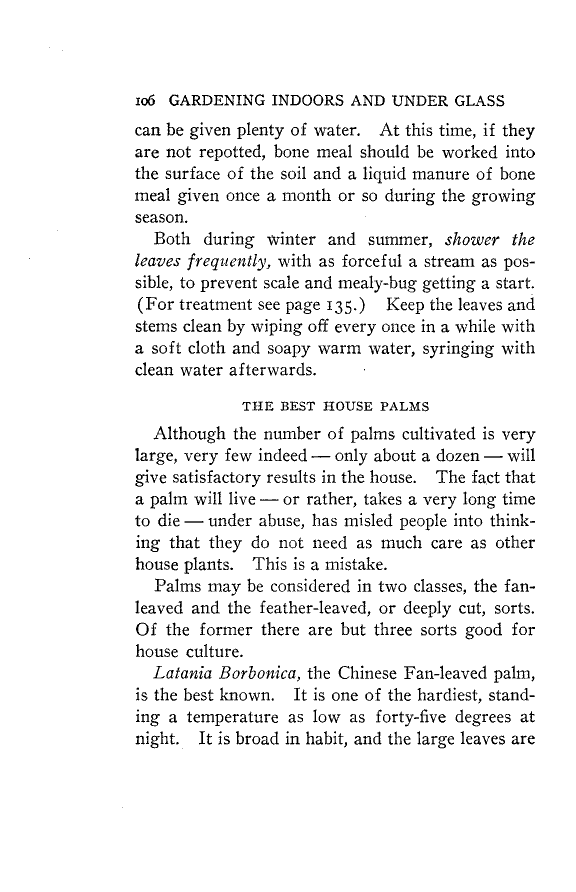 106 GARDENING INDOORS AND UNDER GLASS
can be given plenty of water. At this time, if they
are not repotted, bone meal should be worked into
the surface of the soil and a liquid manure of bone
meal given once a month or so during the growing
season.
Both during winter and summer, shower the
leaves frequently, with as forceful a stream as pos-
sible, to prevent scale and mealy-bug getting a start.
(For treatment see page 135.) Keep the leaves and
stems clean by wiping off every once in a while with
a soft cloth and soapy warm water, syringing with
clean water afterwards.
THE BEST HOUSE PALMS
Although the number of palms cultivated is very
large, very few indeed — only about a dozen — will
give satisfactory results in the house. The fact that
a palm will live — or rather, takes a very long time
to die — under abuse, has misled people into think-
ing that they do not need as much care as other
house plants. This is a mistake.
Palms may be considered in two classes, the fan-
leaved and the feather-leaved, or deeply cut, sorts.
Of the former there are but three sorts good for
house culture.
Latania Borbonica, the Chinese Fan-leaved palm,
is the best known. It is one of the hardiest, stand-
ing a temperature as low as forty-five degrees at
night. It is broad in habit, and the large leaves are